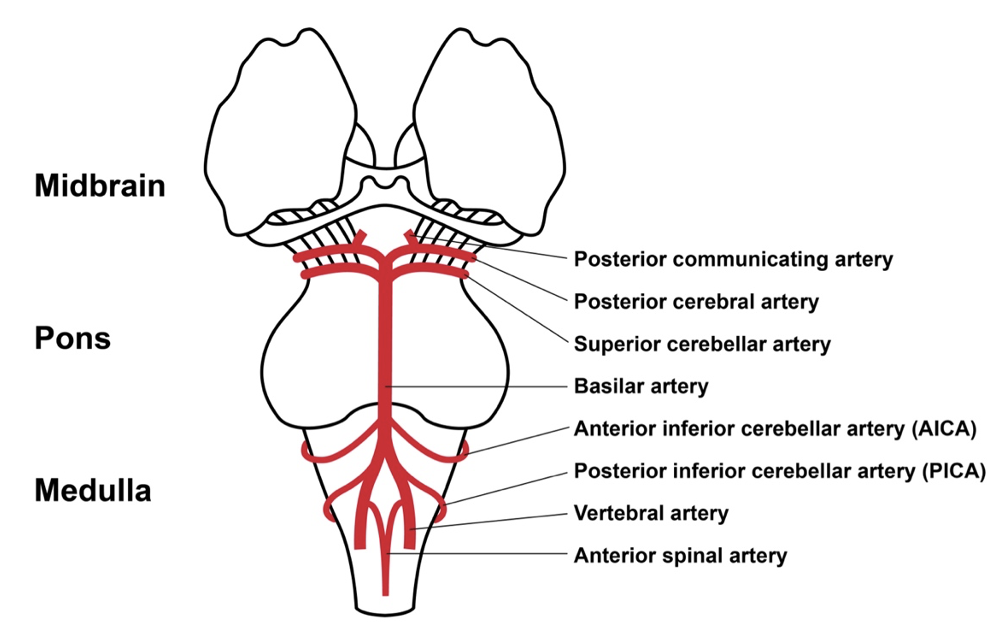 Midbrain
Posterior communicating artery
Posterior cerebral artery
Pons
Superior cerebellar artery
Basilar artery
Anterior inferior cerebellar artery (AICA)
Posterior inferior cerebellar artery (PICA)
Medulla
Vertebral artery
Anterior spinal artery